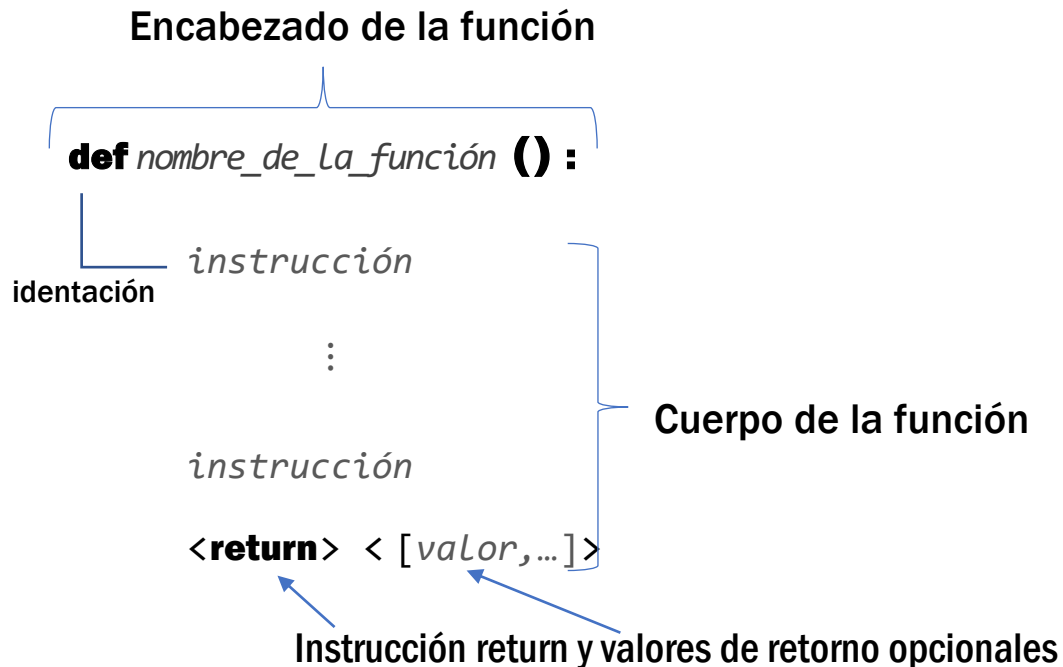 Encabezado de la función
def nombre_de_la_función () :
instrucción
identación
⋮
Cuerpo de la función
instrucción
<return> < [valor,…]>
Instrucción return y valores de retorno opcionales